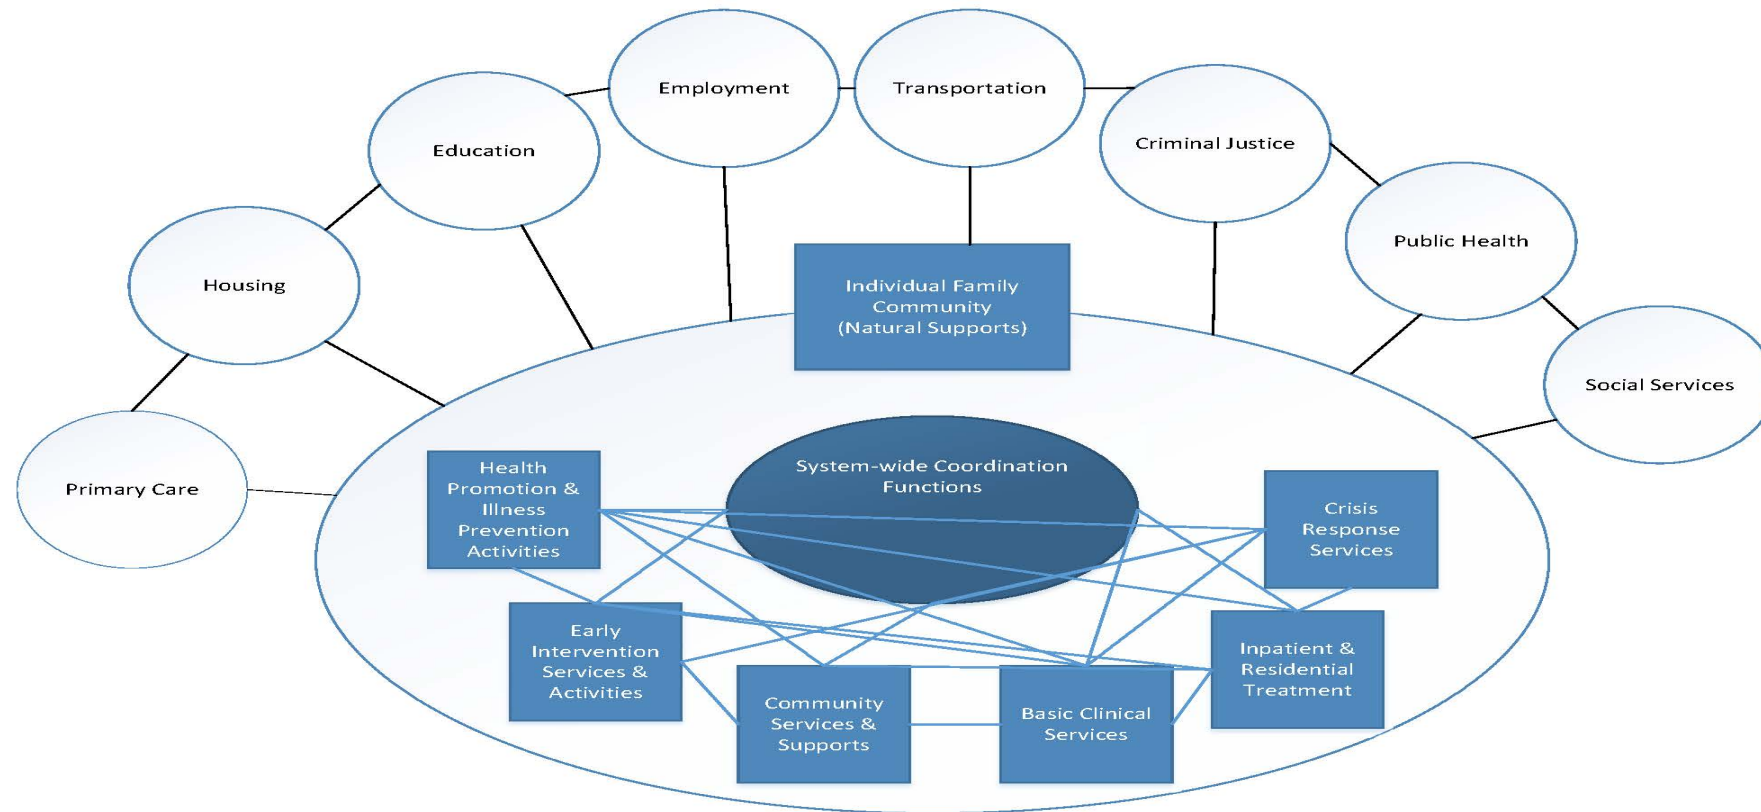 Employment
Transportation
Education
Criminal Justice
Public Health
Housing
Individual Family
Community
(Natural Supports)
Social Services
Primary Care
System-wide Coordination
Functions
Health
Promotion &
Illness
Prevention
Activities
Crisis
Response
Services
Early
Intervention
Services &
Activities
Community
Services &
Supports
Basic Clinical
Services
Inpatient &
Residential
Treatment